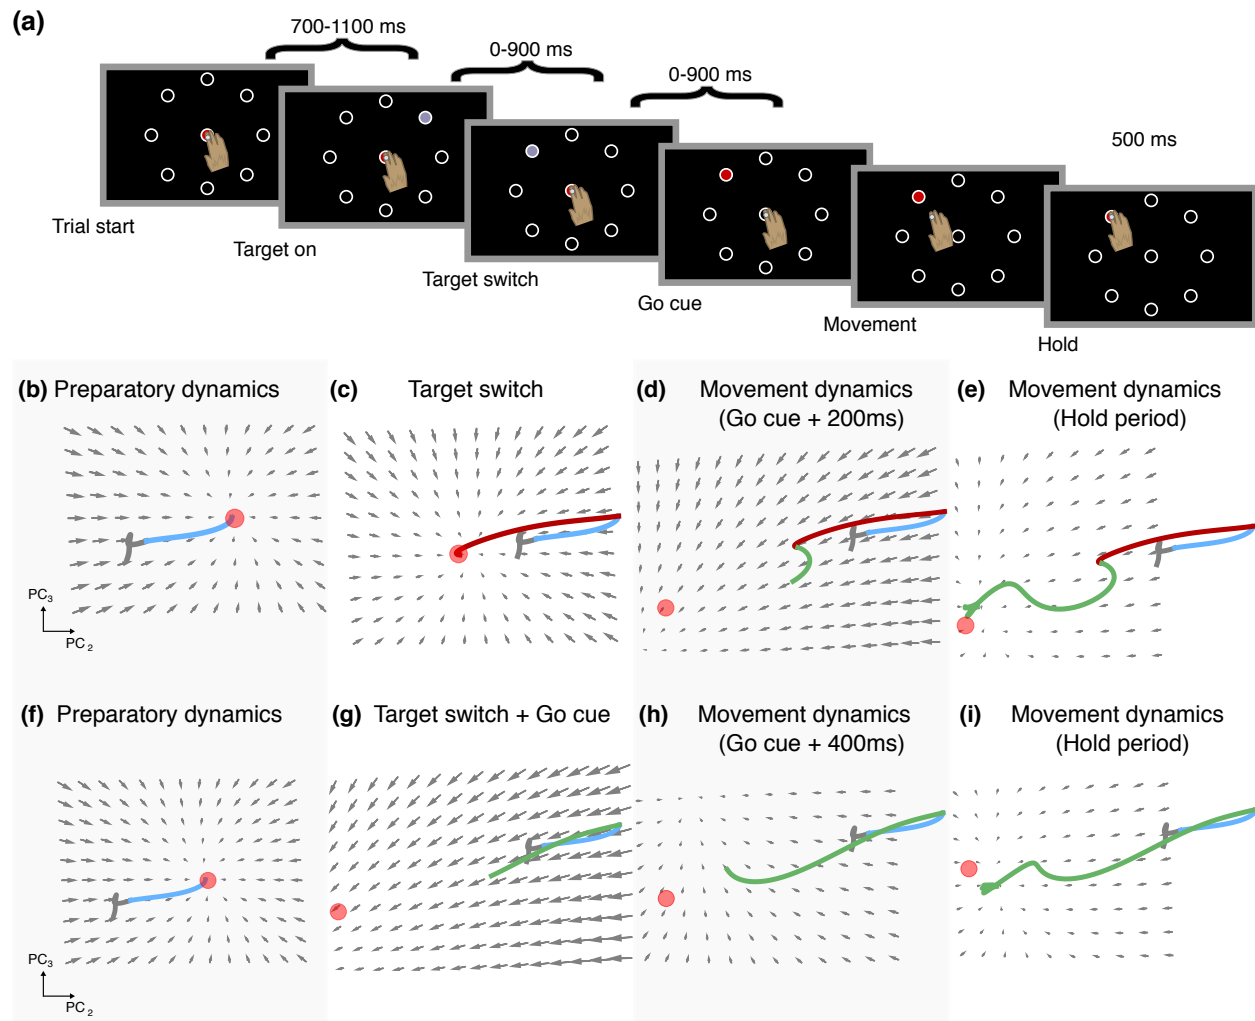 (a)
700-1100 ms
0-900 ms
0-900 ms
500 ms
Trial start
Target on
Target switch
Go cue
Movement
Hold
(b) Preparatory dynamics
(c) Target switch
(d) Movement dynamics
(Go cue + 200ms)
(e) Movement dynamics
(Hold period)
PC3
PC2
(f) Preparatory dynamics
(g) Target switch + Go cue
(h) Movement dynamics
(Go cue + 400ms)
(i) Movement dynamics
(Hold period)
PC3
PC2